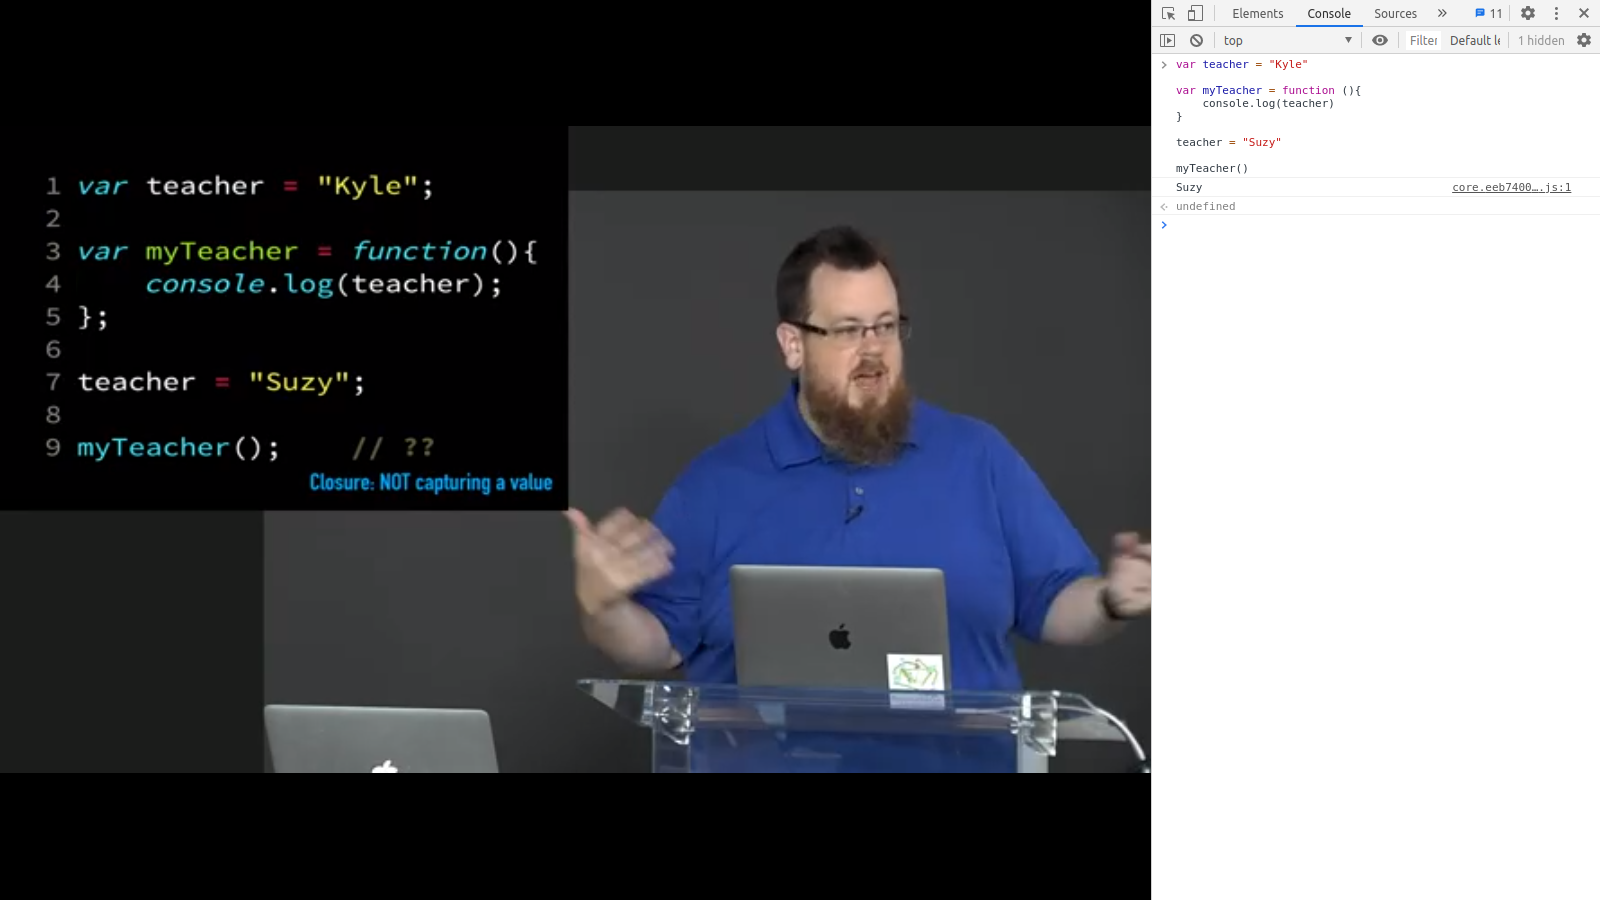 1 var teacher = "Kyle";
2
3 var myTeacher = function(){
4 console.log(teacher);
5 };
6
7 teacher = "Suzy";
8
9 myTeacher(); // ??
Closure: NOT capturing a value
Elements Console Sources » 11
top Filter Default le 1 hidden
> var teacher = "Kyle"
var myTeacher = function (){
console.log(teacher)
}
teacher = "Suzy"
myTeacher()
Suzy core.eeb7400….js:1
undefined
>